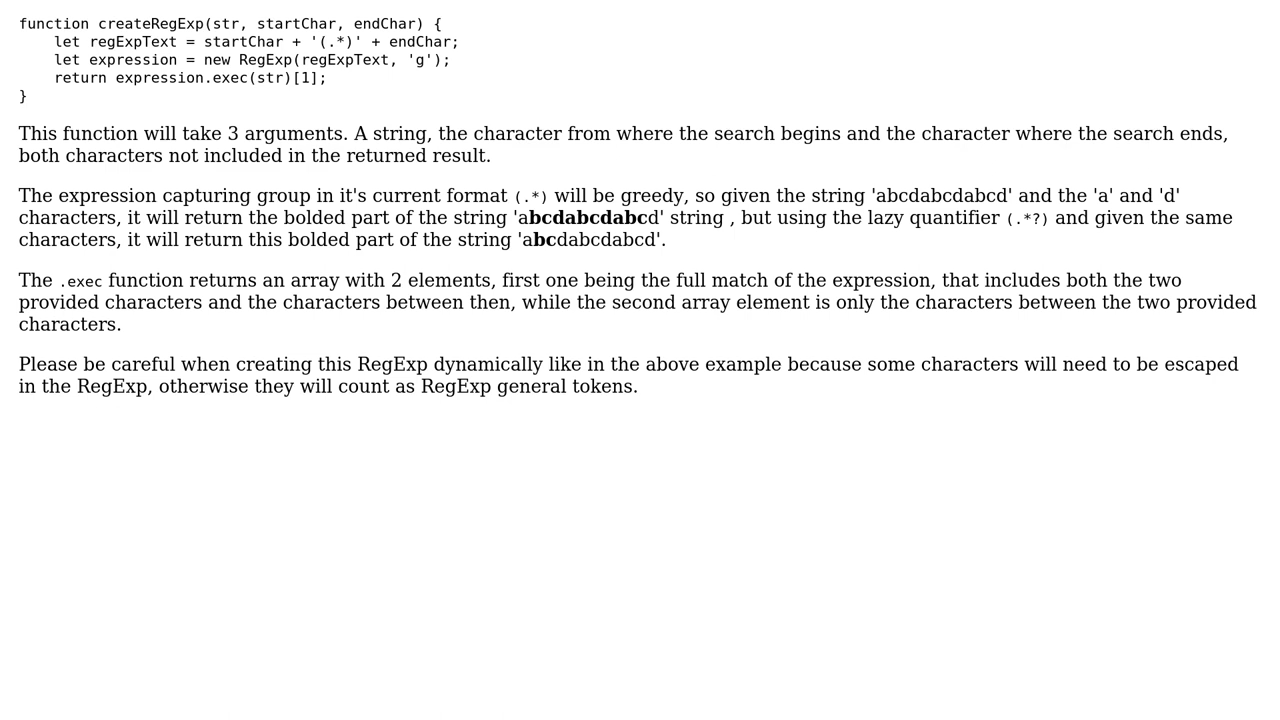 function createRegExp(str, startChar, endChar) {
    let regExpText = startChar + '(.*)' + endChar;
    let expression = new RegExp(regExpText, 'g');
    return expression.exec(str)[1];
}
This function will take 3 arguments. A string, the character from where the search begins and the character where the search ends,
both characters not included in the returned result.
The expression capturing group in it's current format (.*) will be greedy, so given the string 'abcdabcdabcd' and the 'a' and 'd'
characters, it will return the bolded part of the string 'abcdabcdabcd' string , but using the lazy quantifier (.*?) and given the same
characters, it will return this bolded part of the string 'abcdabcdabcd'.
The .exec function returns an array with 2 elements, first one being the full match of the expression, that includes both the two
provided characters and the characters between then, while the second array element is only the characters between the two provided
characters.
Please be careful when creating this RegExp dynamically like in the above example because some characters will need to be escaped
in the RegExp, otherwise they will count as RegExp general tokens.